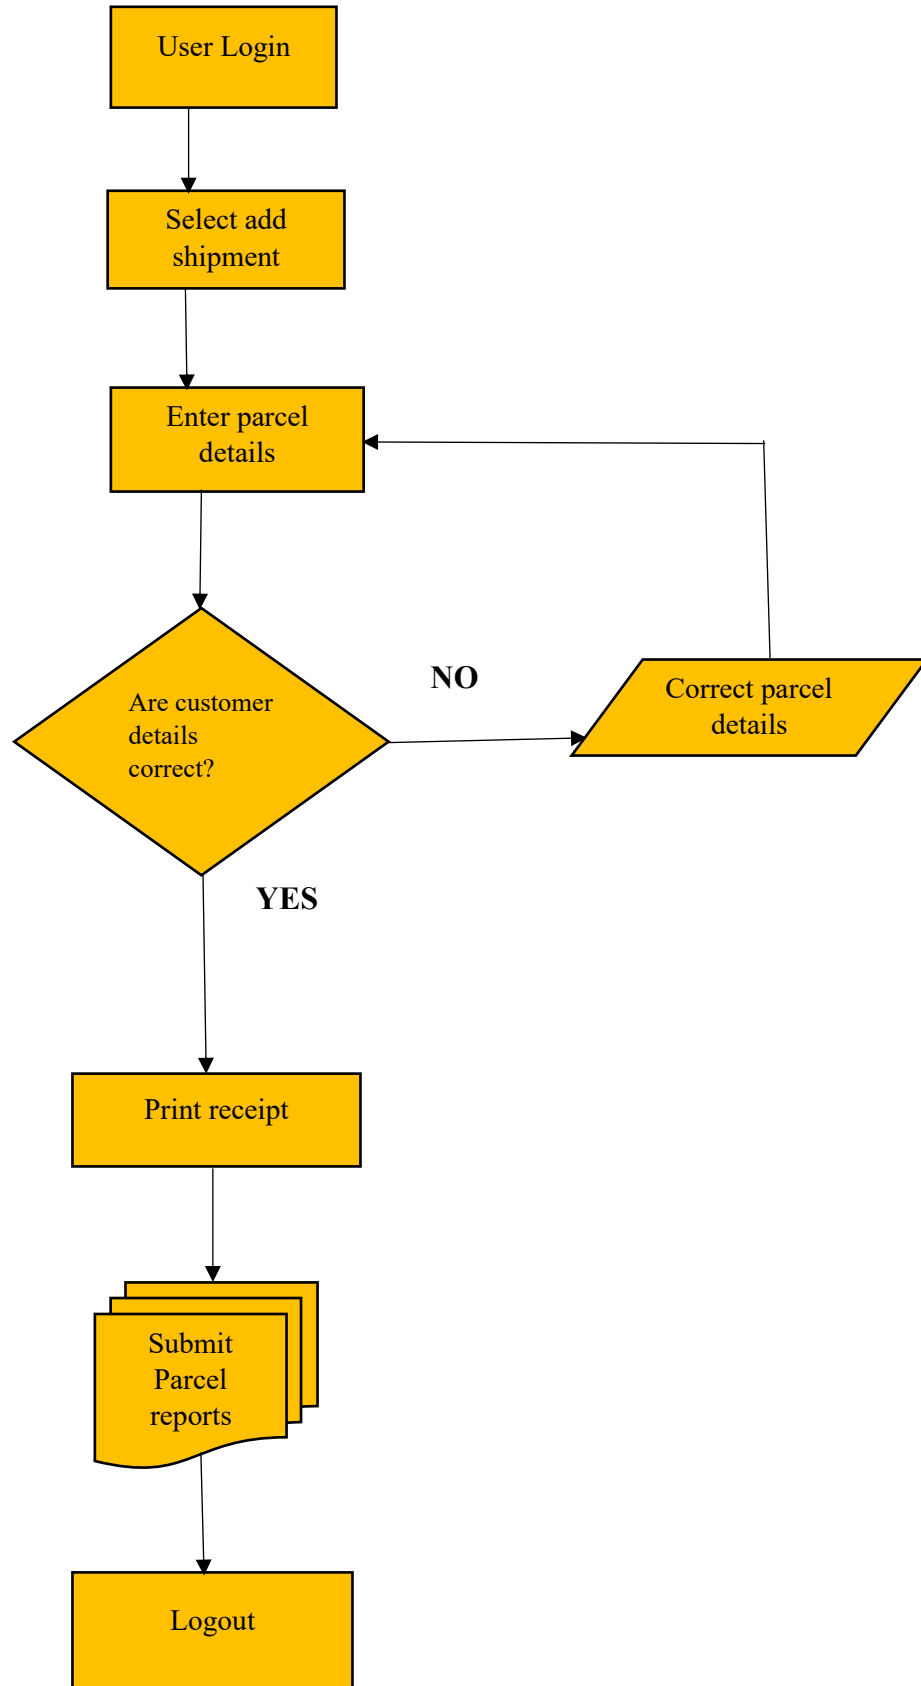 User Login
Select add
shipment
Enter parcel
details
Are customer
details
correct?
NO
Correct parcel
details
YES
Print receipt
Submit
Parcel
reports
Logout